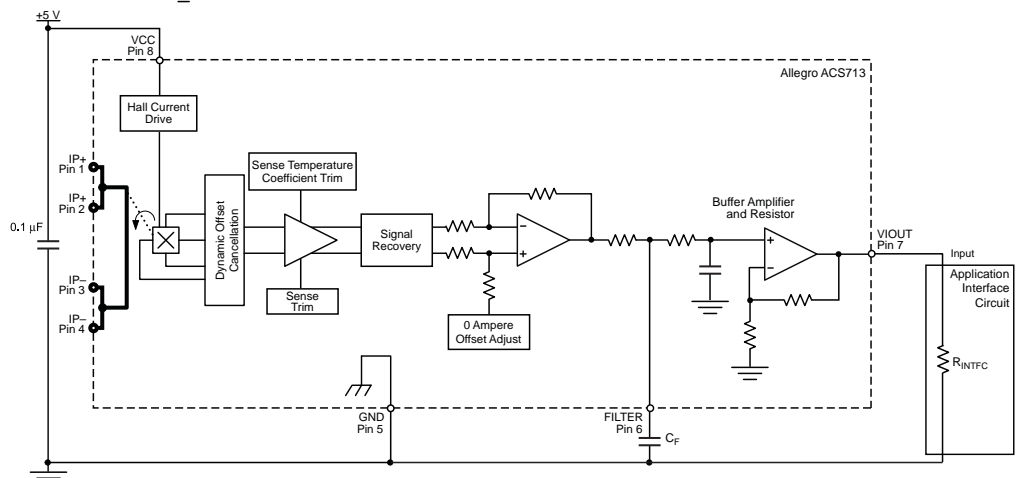 +5 V
VCC
Pin 8
Allegro ACS713
Hall Current
Drive
IP+
Pin 1
IP+
Pin 2
IP–
Pin 3
IP–
Pin 4
0.1 μF
Dynamic Offset
Cancellation
Sense Temperature
Coefficient Trim
Sense
Trim
Signal
Recovery
0 Ampere
Offset Adjust
Buffer Amplifier
and Resistor
VIOUT
Pin 7
Input
Application
Interface
Circuit
RINTFC
GND
Pin 5
FILTER
Pin 6
CF